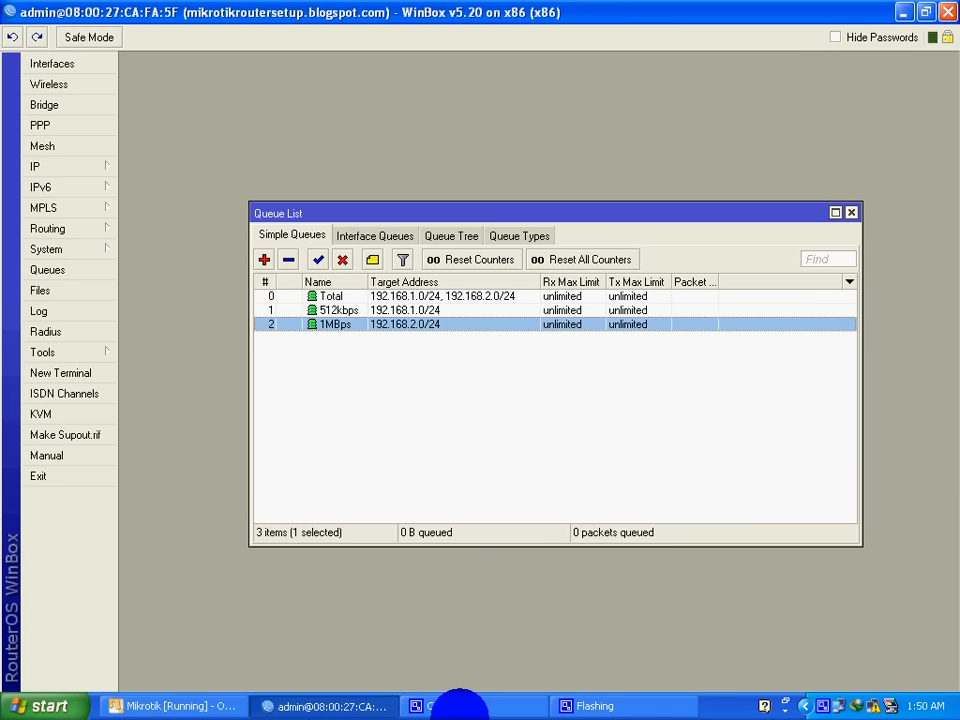 admin@08:00:27:CA:FA:5F (mikrotikroutersetup.blogspot.com) - WinBox v5.20 on x86 (x86)
Safe Mode
Hide Passwords
Interfaces
Wireless
Bridge
PPP
Mesh
IP
IPv6
MPLS
Routing
System
Queues
Files
Log
Radius
Tools
New Terminal
ISDN Channels
KVM
Make Supout.rif
Manual
Exit
RouterOS WinBox
Queue List
Simple Queues Interface Queues Queue Tree Queue Types
00 Reset Counters 00 Reset All Counters Find
# Name Target Address Rx Max Limit Tx Max Limit Packet ...
0 Total 192.168.1.0/24, 192.168.2.0/24 unlimited unlimited
1 512kbps 192.168.1.0/24 unlimited unlimited
2 1MBps 192.168.2.0/24 unlimited unlimited
3 items (1 selected) 0 B queued 0 packets queued
start Mikrotik [Running] - O... admin@08:00:27:CA:... Flashing 1:50 AM